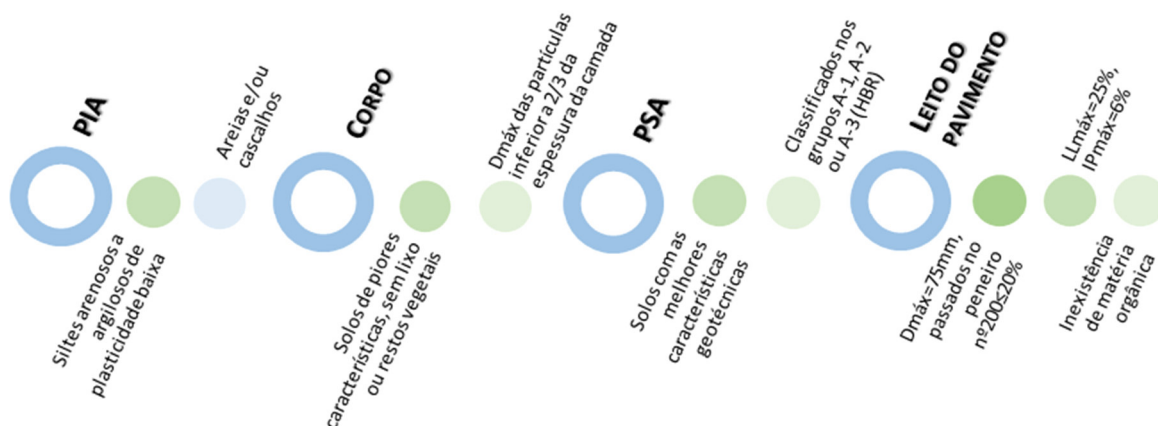 PIA
Siltes arenosos a
argilosos de
plasticidade baixa
Areias e/ou
cascalhos
CORPO
Solos de piores
características, sem lixo
ou restos vegetais
Dmáx das partículas
inferior a 2/3 da
espessura da camada
PSA
Solos com as
melhores
características
geotécnicas
Classificados nos
grupos A-1, A-2
ou A-3 (HBR)
LEITO DO
PAVIMENTO
Dmáx=75mm,
passados no
peneiro
nº200≤20%
LLmáx=25%,
IPmáx=6%
Inexistência
de matéria
orgânica